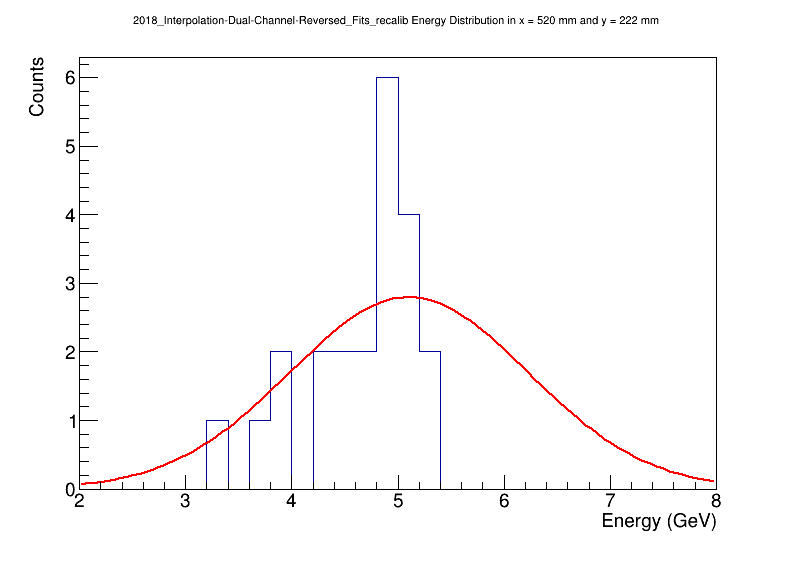 2018_Interpolation-Dual-Channel-Reversed_Fits_recalib Energy Distribution in x = 520 mm and y = 222 mm
Counts
6
5
4
3
2
1
0
2 3 4 5 6 7 8
Energy (GeV)